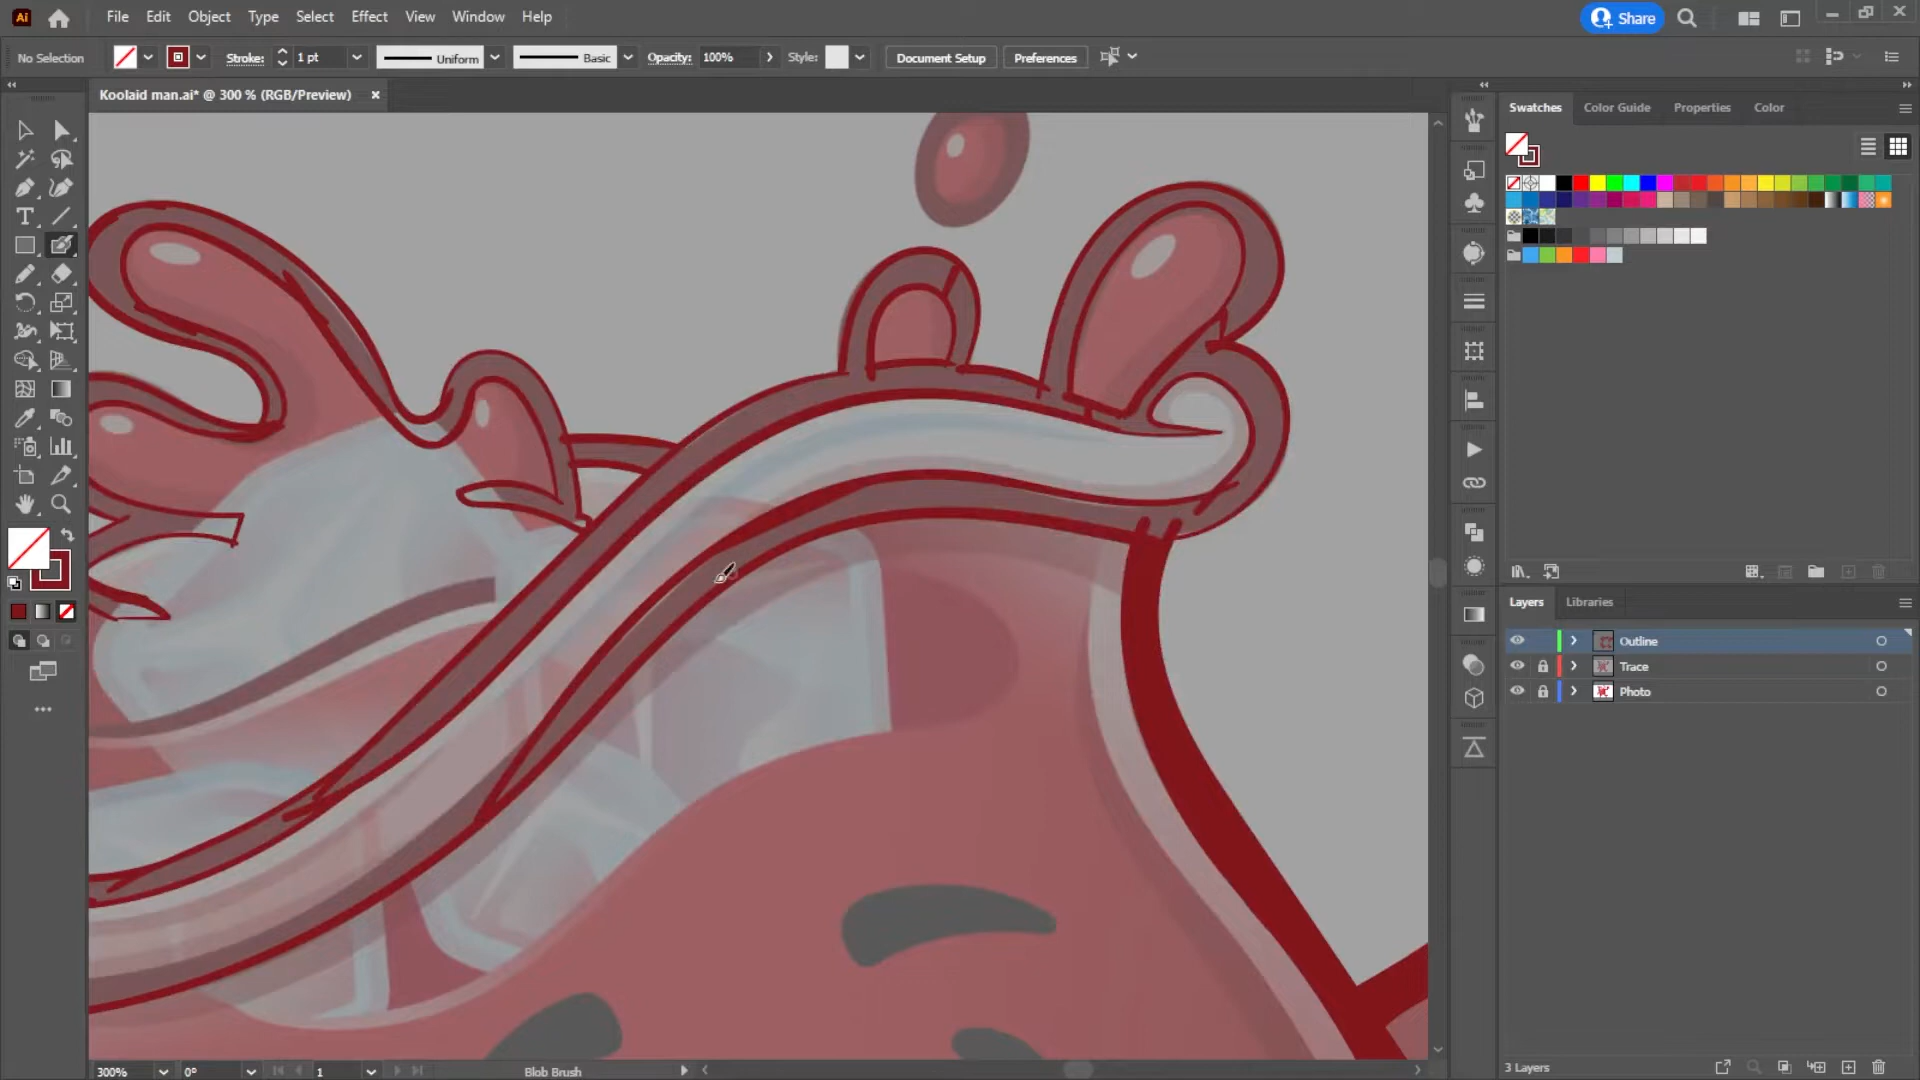 Ai File Edit Object Type Select Effect View Window Help Share
No Selection Stroke: 1 pt Uniform Basic Opacity: 100% Style: Document Setup Preferences
Koolaid man.ai* @ 300 % (RGB/Preview) ×
Swatches Color Guide Properties Color
Layers Libraries
Outline
Trace
Photo
300% 0° 1 Blob Brush
3 Layers